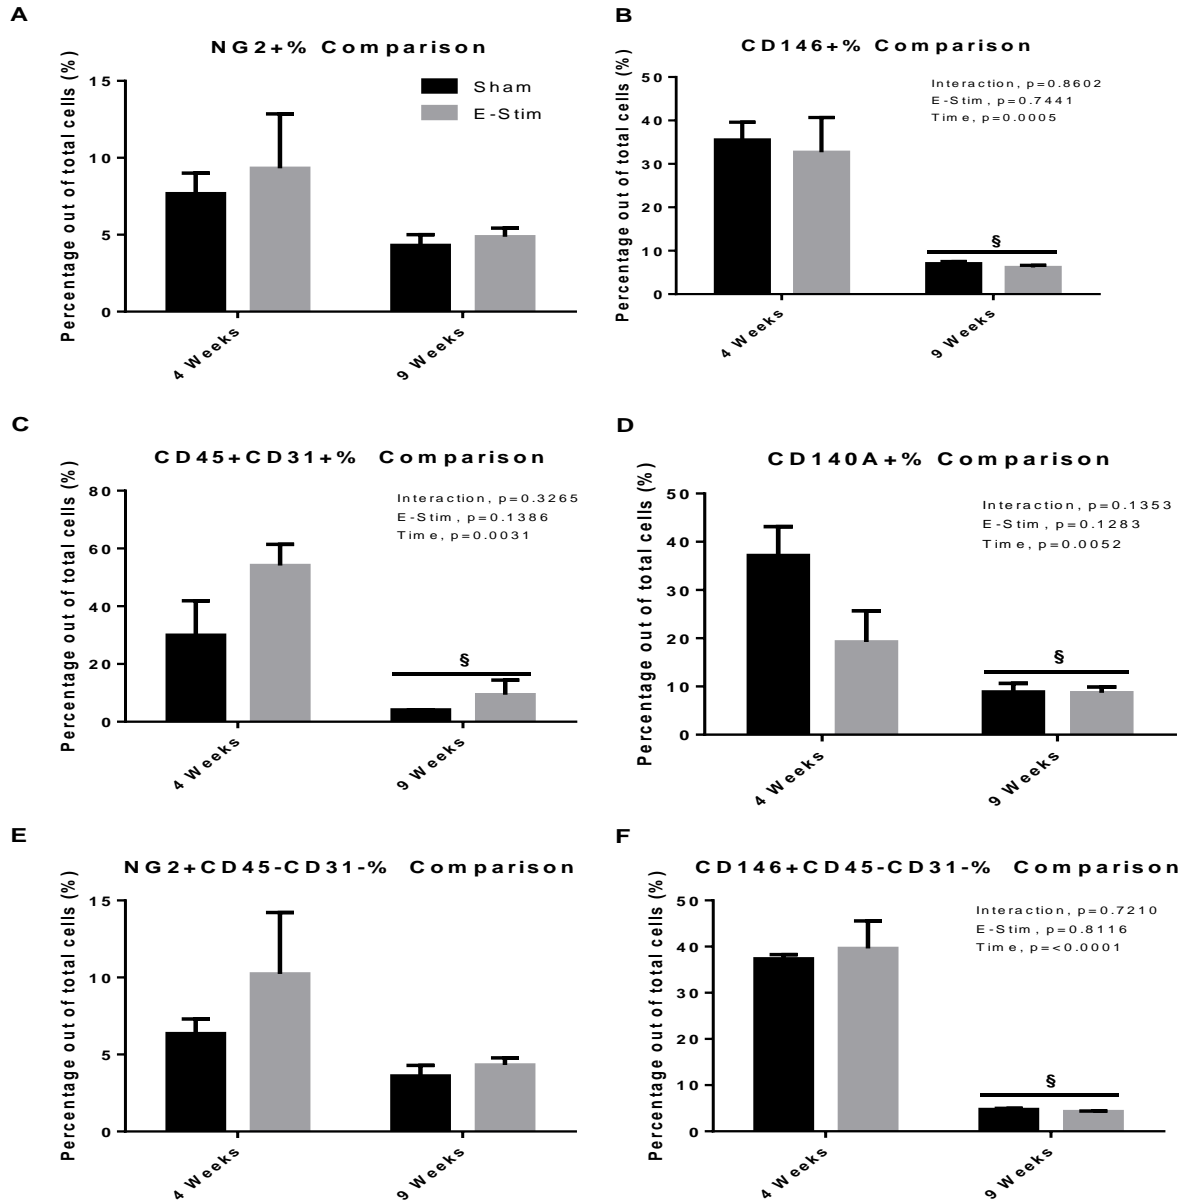 A
NG2+% Comparison
Percentage out of total cells (%)
15
10
5
0
Sham
E-Stim
4 Weeks
9 Weeks
B
CD146+% Comparison
Percentage out of total cells (%)
50
40
30
20
10
0
Interaction, p=0.8602
E-Stim, p=0.7441
Time, p=0.0005
§
4 Weeks
9 Weeks
C
CD45+CD31+% Comparison
Percentage out of total cells (%)
80
60
40
20
0
Interaction, p=0.3265
E-Stim, p=0.1386
Time, p=0.0031
§
4 Weeks
9 Weeks
D
CD140A+% Comparison
Percentage out of total cells (%)
50
40
30
20
10
0
Interaction, p=0.1353
E-Stim, p=0.1283
Time, p=0.0052
§
4 Weeks
9 Weeks
E
NG2+CD45-CD31-% Comparison
Percentage out of total cells (%)
15
10
5
0
4 Weeks
9 Weeks
F
CD146+CD45-CD31-% Comparison
Percentage out of total cells (%)
50
40
30
20
10
0
Interaction, p=0.7210
E-Stim, p=0.8116
Time, p=<0.0001
§
4 Weeks
9 Weeks